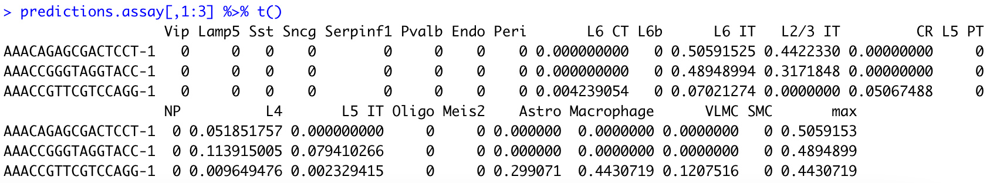 > predictions.assay[,1:3] %>% t()
Vip Lamp5 Sst Sncg Serpinf1 Pvalb Endo Peri L6 CT L6b L6 IT L2/3 IT CR L5 PT
AAACAGAGCGACTCCT-1 0 0 0 0 0 0 0 0 0.000000000 0 0.50591525 0.4422330 0.00000000 0
AAACCGGGTAGGTACC-1 0 0 0 0 0 0 0 0 0.000000000 0 0.48948994 0.3171848 0.00000000 0
AAACCGTTCGTCCAGG-1 0 0 0 0 0 0 0 0 0.004239054 0 0.07021274 0.0000000 0.05067488 0
NP L4 L5 IT Oligo Meis2 Astro Macrophage VLMC SMC max
AAACAGAGCGACTCCT-1 0 0.051851757 0.000000000 0 0 0.000000 0.0000000 0.0000000 0 0.5059153
AAACCGGGTAGGTACC-1 0 0.113915005 0.079410266 0 0 0.000000 0.0000000 0.0000000 0 0.4894899
AAACCGTTCGTCCAGG-1 0 0.009649476 0.002329415 0 0 0.299071 0.4430719 0.1207516 0 0.4430719